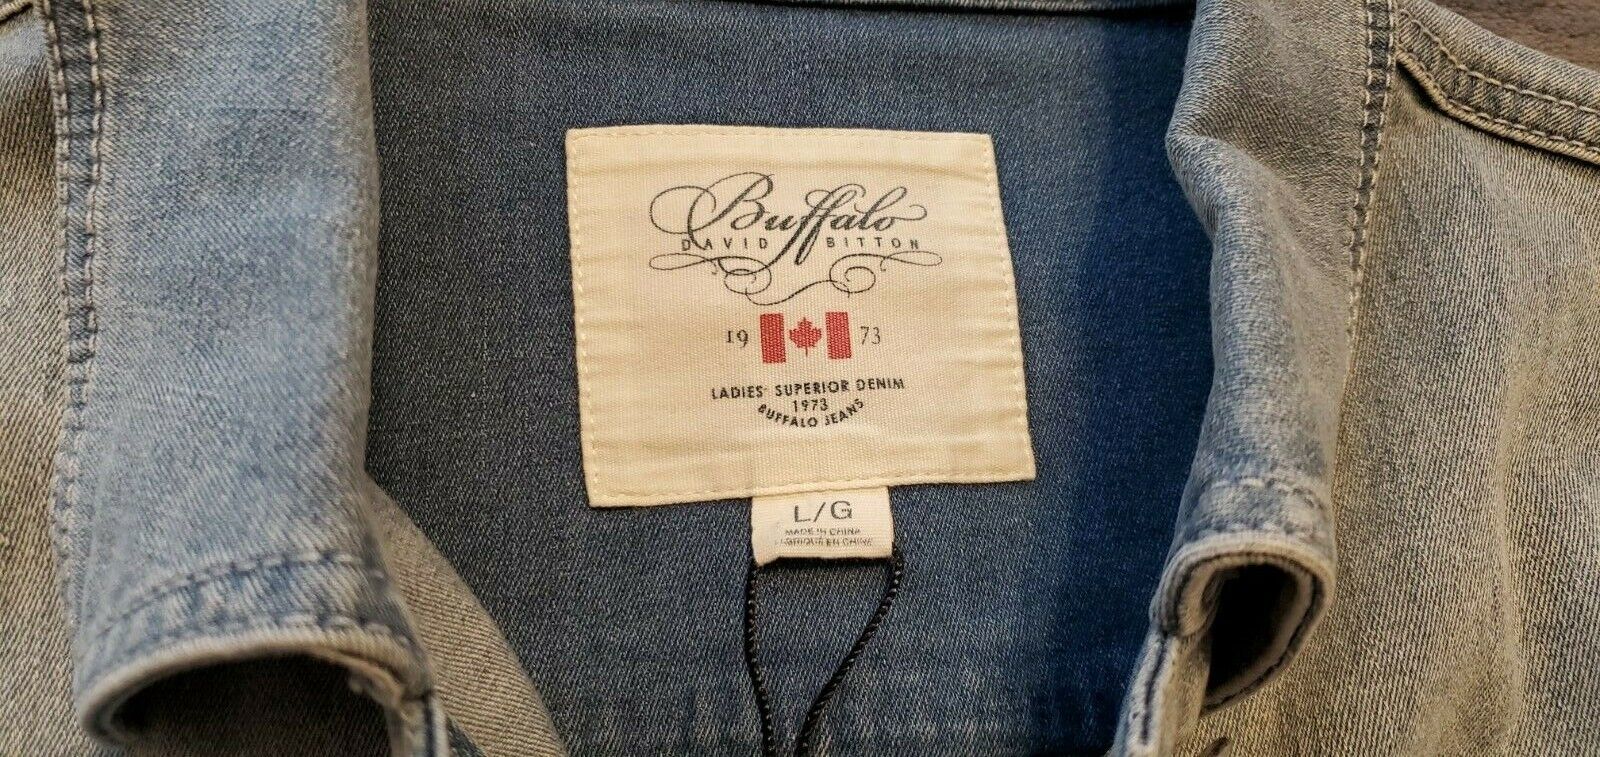 Buffalo
DAVID BITTON
19 73
LADIES' SUPERIOR DENIM
1973
BUFFALO JEANS
L/G
MADE IN CHINA
FABRIQUÉ EN CHINE